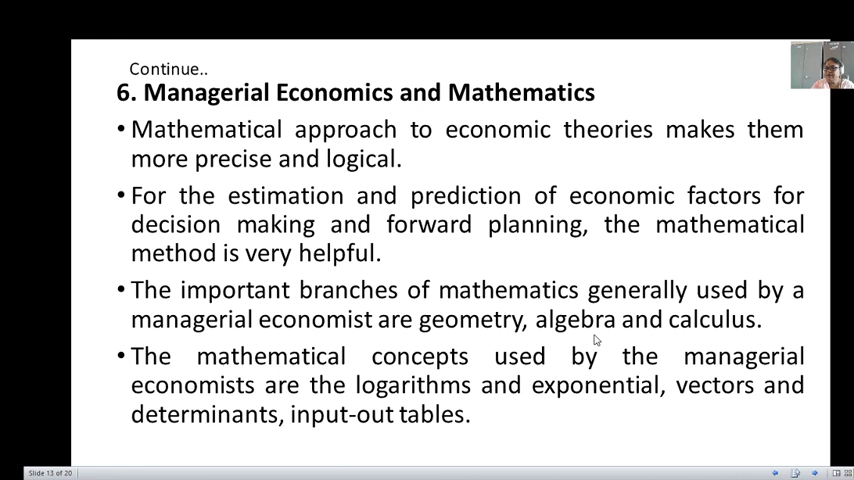 Continue..
6. Managerial Economics and Mathematics
• Mathematical approach to economic theories makes them
more precise and logical.
• For the estimation and prediction of economic factors for
decision making and forward planning, the mathematical
method is very helpful.
• The important branches of mathematics generally used by a
managerial economist are geometry, algebra and calculus.
• The mathematical concepts used by the managerial
economists are the logarithms and exponential, vectors and
determinants, input-out tables.
Slide 13 of 20